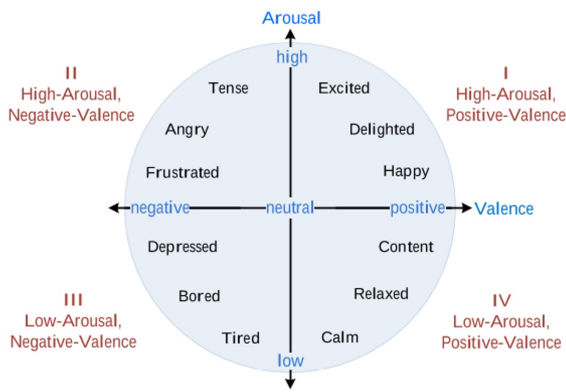 Arousal
high
II
High-Arousal,
Negative-Valence
I
High-Arousal,
Positive-Valence
Tense
Excited
Angry
Delighted
Frustrated
Happy
negative
neutral
positive
Valence
Depressed
Content
Bored
Relaxed
III
Low-Arousal,
Negative-Valence
IV
Low-Arousal,
Positive-Valence
Tired
Calm
low